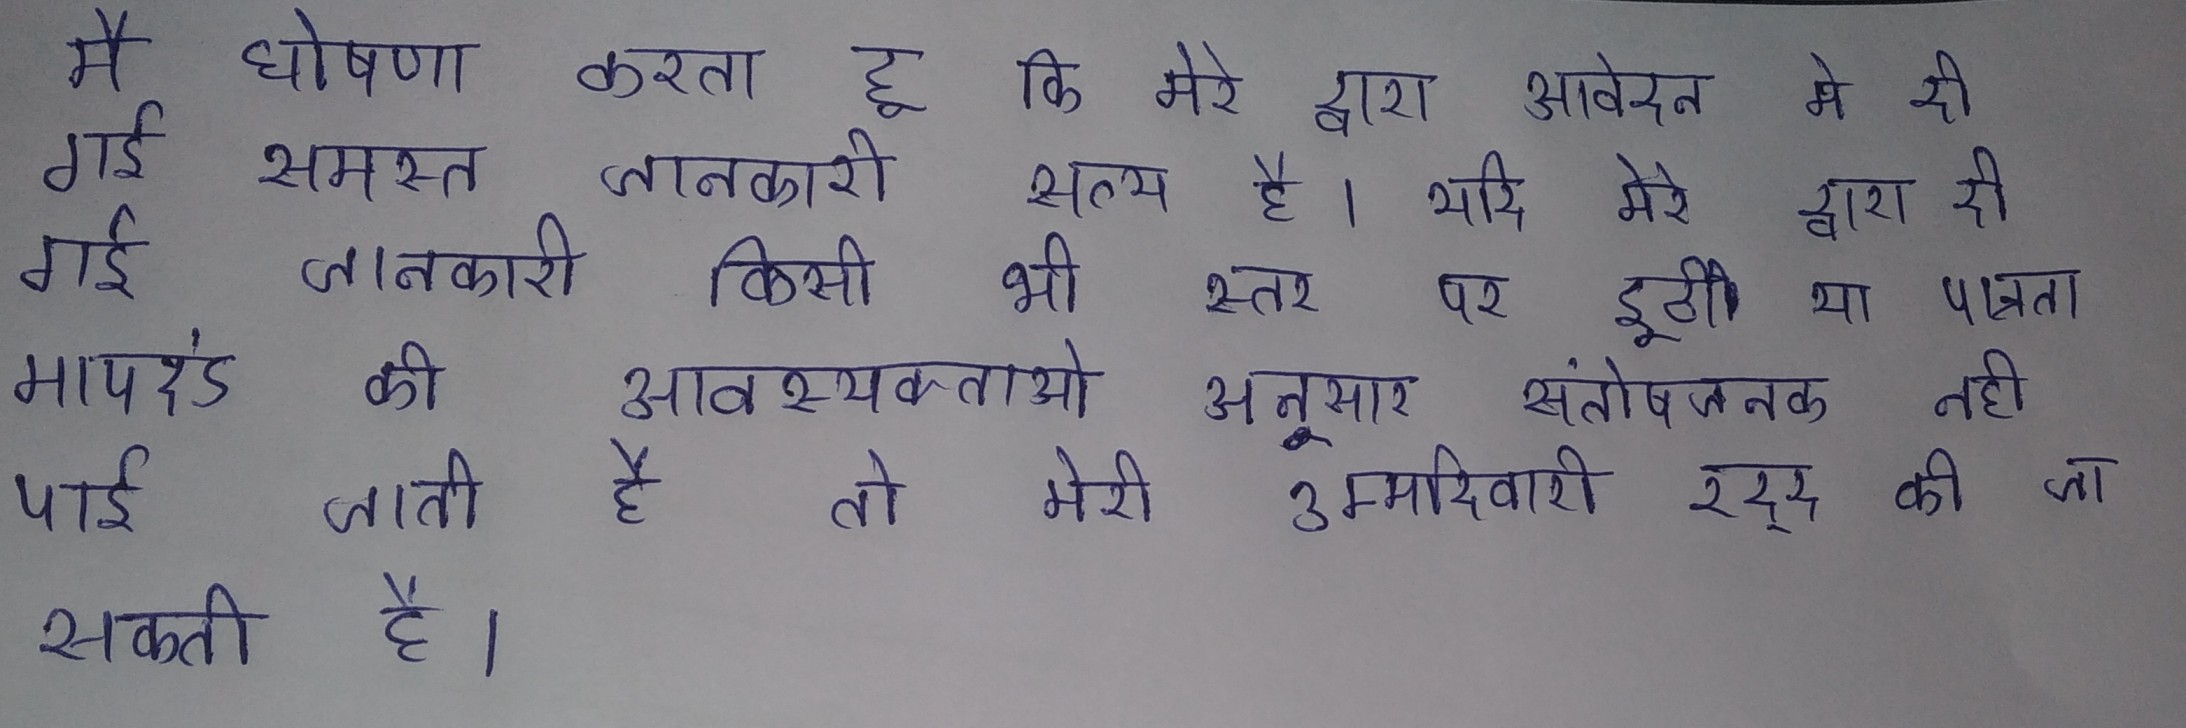 मै घोषणा करता हू कि मेरे द्वारा आवेदन मे दी
गई समस्त जानकारी सत्य है । यदि मेरे द्वारा दी
गई जानकारी किसी भी स्तर पर झूठी या पात्रता
मापदंड की आवश्यकताओ अनूसार संतोषजनक नही
पाई जाती है तो मेरी उम्मदिवारी रद्द की जा
सकती है ।